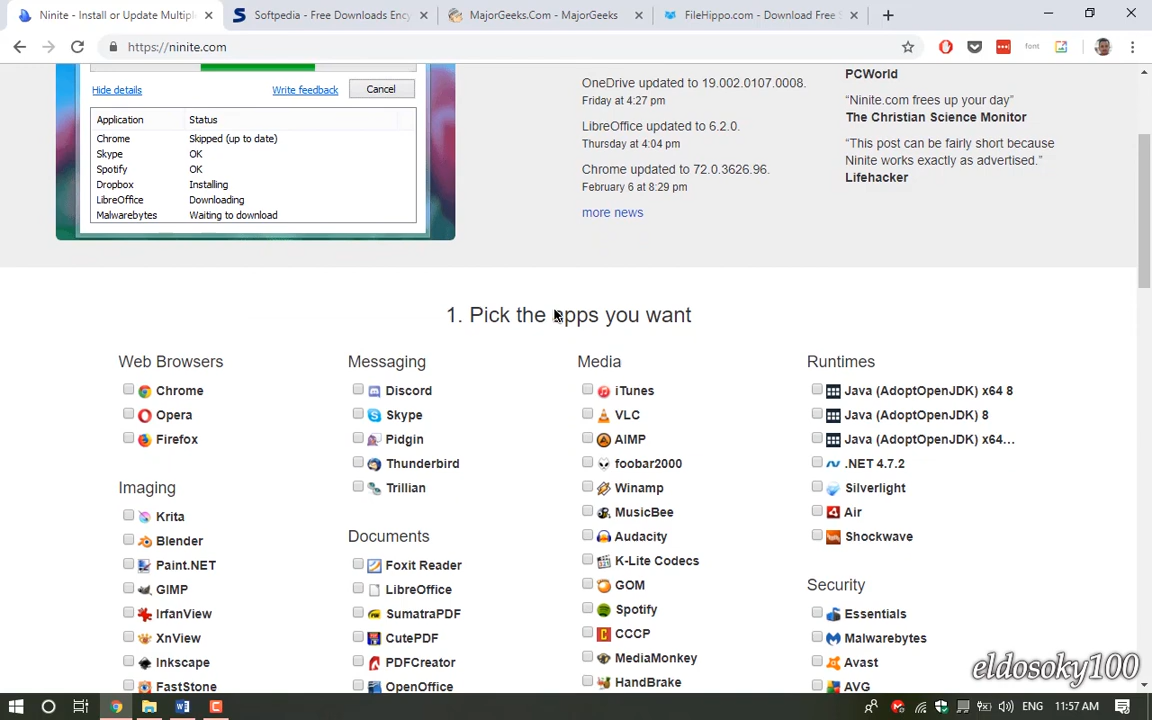 Ninite - Install or Update Multipl
Softpedia - Free Downloads Ency
MajorGeeks.Com - MajorGeeks
FileHippo.com - Download Free S
https://ninite.com
font
Hide details
Write feedback
Cancel
Application Status
Chrome Skipped (up to date)
Skype OK
Spotify OK
Dropbox Installing
LibreOffice Downloading
Malwarebytes Waiting to download
OneDrive updated to 19.002.0107.0008.
Friday at 4:27 pm
LibreOffice updated to 6.2.0.
Thursday at 4:04 pm
Chrome updated to 72.0.3626.96.
February 6 at 8:29 pm
more news
PCWorld
“Ninite.com frees up your day”
The Christian Science Monitor
“This post can be fairly short because
Ninite works exactly as advertised.”
Lifehacker
1. Pick the apps you want
Web Browsers
Chrome
Opera
Firefox
Imaging
Krita
Blender
Paint.NET
GIMP
IrfanView
XnView
Inkscape
FastStone
Messaging
Discord
Skype
Pidgin
Thunderbird
Trillian
Documents
Foxit Reader
LibreOffice
SumatraPDF
CutePDF
PDFCreator
OpenOffice
Media
iTunes
VLC
AIMP
foobar2000
Winamp
MusicBee
Audacity
K-Lite Codecs
GOM
Spotify
CCCP
MediaMonkey
HandBrake
Runtimes
Java (AdoptOpenJDK) x64 8
Java (AdoptOpenJDK) 8
Java (AdoptOpenJDK) x64...
.NET 4.7.2
Silverlight
Air
Shockwave
Security
Essentials
Malwarebytes
Avast
AVG
eldosoky100
ENG
11:57 AM